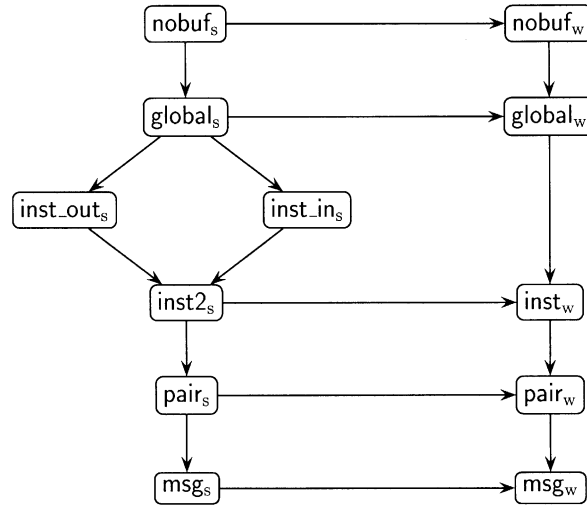 nobufs nobufw
globals globalw
inst_outs inst_ins
inst2s instw
pairs pairw
msgs msgw